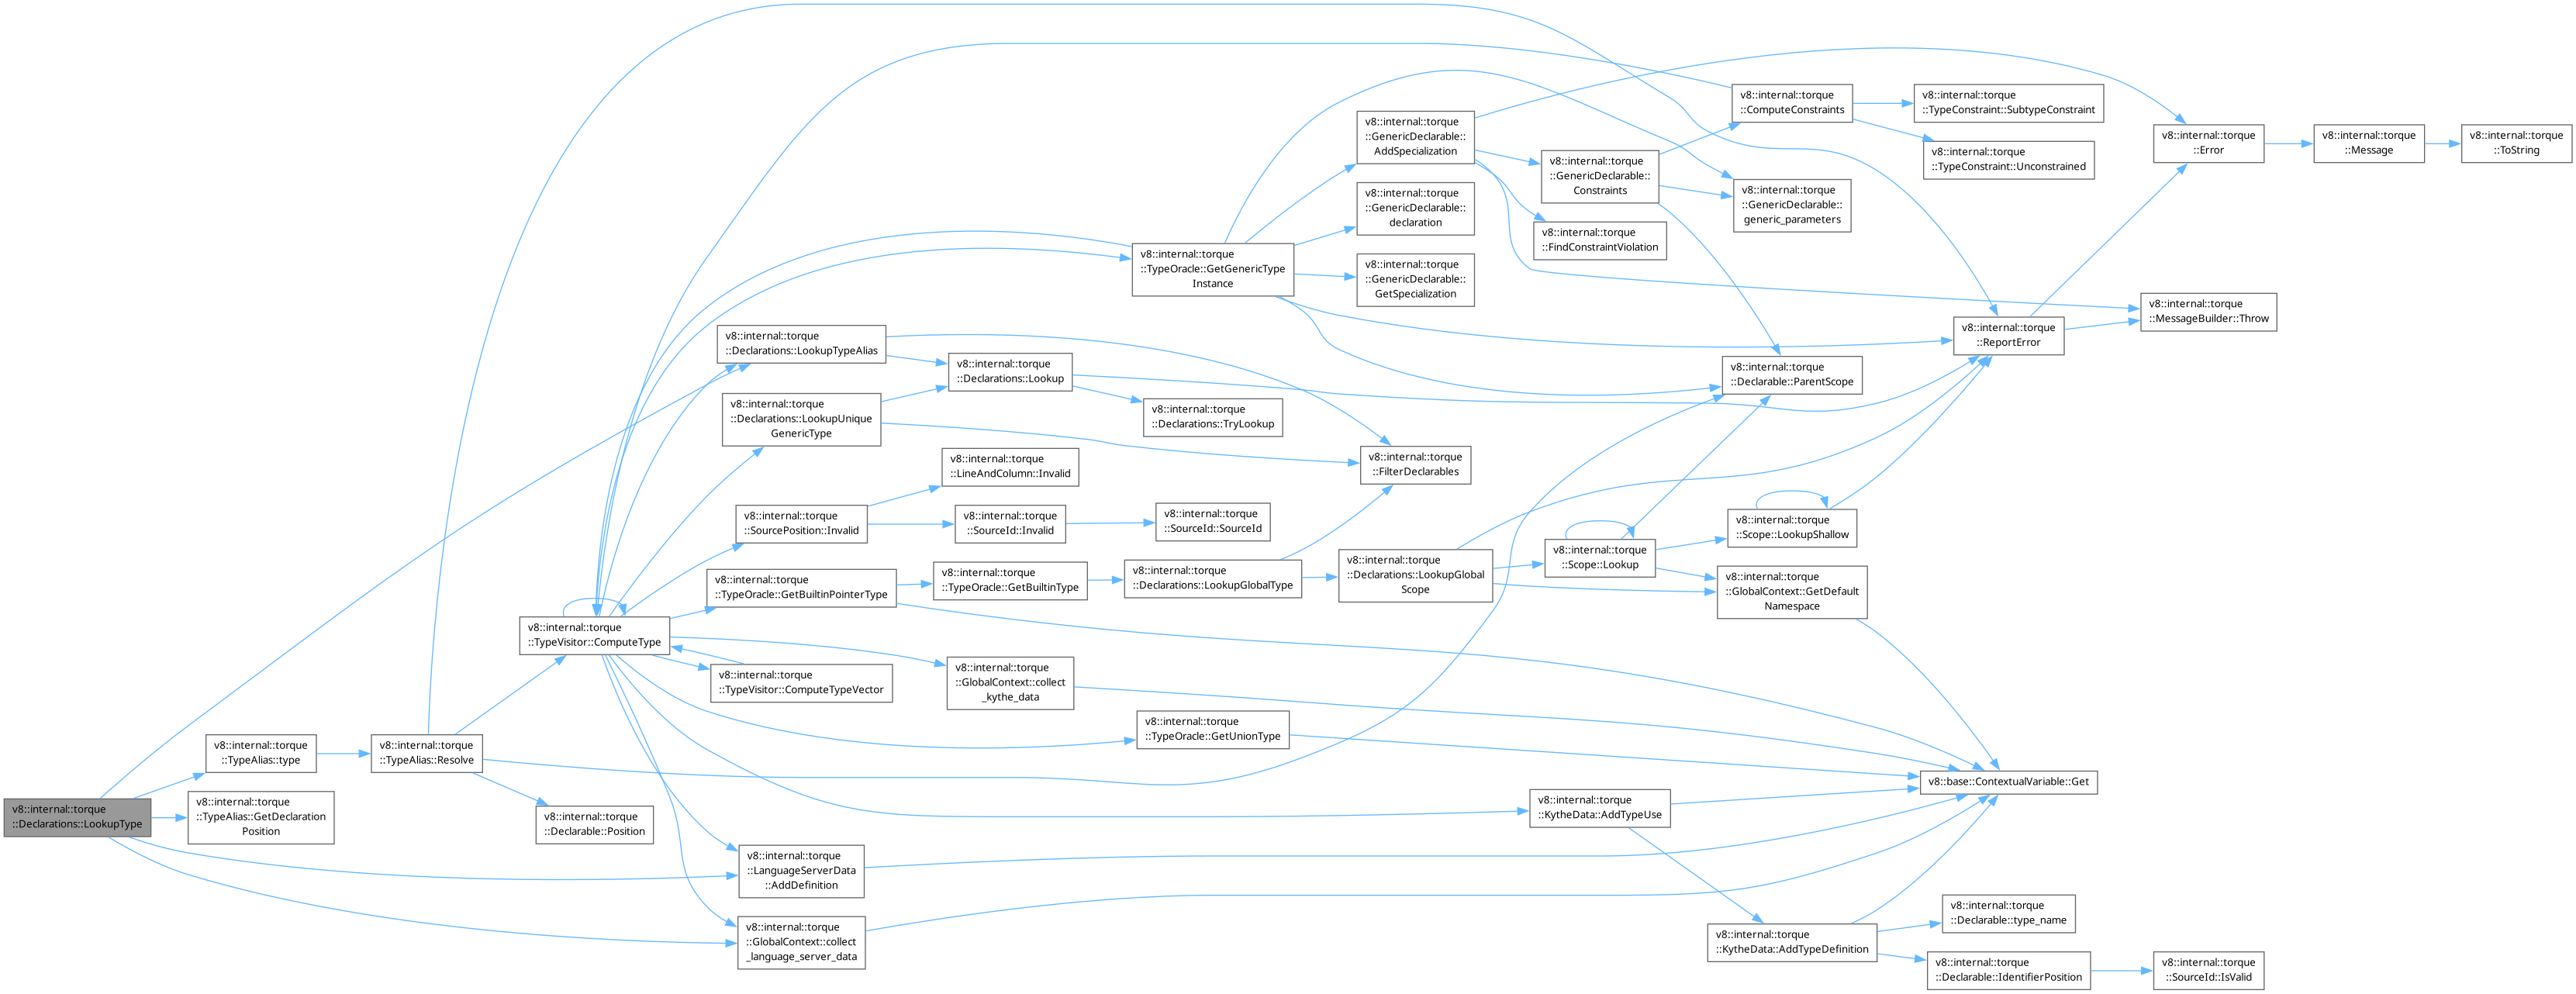 v8::internal::torque
::Declarations::LookupType
v8::internal::torque
::TypeAlias::type
v8::internal::torque
::TypeAlias::GetDeclaration
Position
v8::internal::torque
::TypeAlias::Resolve
v8::internal::torque
::TypeVisitor::ComputeType
v8::internal::torque
::Declarable::Position
v8::internal::torque
::Declarations::LookupTypeAlias
v8::internal::torque
::Declarations::LookupUnique
GenericType
v8::internal::torque
::SourcePosition::Invalid
v8::internal::torque
::TypeOracle::GetBuiltinPointerType
v8::internal::torque
::TypeVisitor::ComputeTypeVector
v8::internal::torque
::LanguageServerData
::AddDefinition
v8::internal::torque
::GlobalContext::collect
_language_server_data
v8::internal::torque
::Declarations::Lookup
v8::internal::torque
::LineAndColumn::Invalid
v8::internal::torque
::SourceId::Invalid
v8::internal::torque
::TypeOracle::GetBuiltinType
v8::internal::torque
::GlobalContext::collect
_kythe_data
v8::internal::torque
::TypeOracle::GetGenericType
Instance
v8::internal::torque
::Declarations::TryLookup
v8::internal::torque
::SourceId::SourceId
v8::internal::torque
::Declarations::LookupGlobalType
v8::internal::torque
::TypeOracle::GetUnionType
v8::internal::torque
::GenericDeclarable::
AddSpecialization
v8::internal::torque
::GenericDeclarable::
declaration
v8::internal::torque
::GenericDeclarable::
GetSpecialization
v8::internal::torque
::FilterDeclarables
v8::internal::torque
::Declarations::LookupGlobal
Scope
v8::internal::torque
::GenericDeclarable::
Constraints
v8::internal::torque
::FindConstraintViolation
v8::internal::torque
::Scope::Lookup
v8::internal::torque
::KytheData::AddTypeUse
v8::internal::torque
::ComputeConstraints
v8::internal::torque
::GenericDeclarable::
generic_parameters
v8::internal::torque
::Declarable::ParentScope
v8::internal::torque
::Scope::LookupShallow
v8::internal::torque
::GlobalContext::GetDefault
Namespace
v8::internal::torque
::KytheData::AddTypeDefinition
v8::internal::torque
::TypeConstraint::SubtypeConstraint
v8::internal::torque
::TypeConstraint::Unconstrained
v8::internal::torque
::ReportError
v8::base::ContextualVariable::Get
v8::internal::torque
::Declarable::type_name
v8::internal::torque
::Declarable::IdentifierPosition
v8::internal::torque
::Error
v8::internal::torque
::MessageBuilder::Throw
v8::internal::torque
::SourceId::IsValid
v8::internal::torque
::Message
v8::internal::torque
::ToString